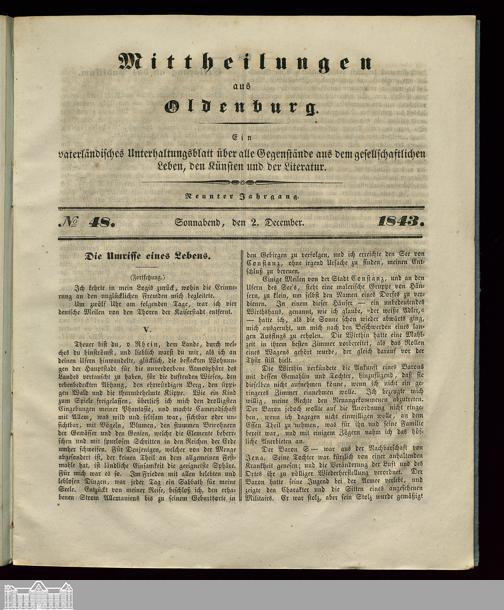 Mittheilungen
aus
Oldenburg.
Ein
vaterländisches Unterhaltungsblatt über alle Gegenstände aus dem gesellschaftlichen
Leben, den Künsten und der Literatur.
Neunter Jahrgang.
№ 48. Sonnabend, den 2. December. 1843.
Die Umrisse eines Lebens.
(Fortsetzung.)
Ich kehrte in mein Logis zurück, wohin die Erinne-
rung an den unglücklichen Freund mich begleitete.
Um zwölf Uhr am folgenden Tage, war ich vier
deutsche Meilen von den Thoren der Kaiserstadt entfernt.
V.
Theuer bist du, o Rhein, dem Lande, durch wel-
ches du hinströmst, und lieblich warst du mir, als ich an
deinen Ufern hinwandelte, glücklich, die befleckten Wohnun-
gen der Hauptstadt für die unverdorbene Atmosphäre des
Landes vertauscht zu haben, für die duftenden Wiesen, den
rebenbedeckten Abhang, den ehrwürdigen Berg, den üppi-
gen Wald und die thurmbekränzte Klippe. Wie ein Kind
zum Spiele freigelassen, überließ ich mich den drolligsten
Eingebungen meiner Phantasie, und machte Kameradschaft
mit Allem, was wild und seltsam war, sichtbar oder un-
sichtbar, mit Vögeln, Blumen, den stummen Bewohnern
der Gewässer und den Genien, welche die Elemente beherr-
schen und mit spurlosen Schritten in den Reichen der Erde
umher schweifen. Für Denjenigen, welcher von der Menge
abgesondert, der keinen Theil an dem allgemeinen Fest-
mahle hat, ist ländliche Einsamkeit die geeignetste Sphäre.
Für mich war es so. Im Frieden mit allen lebenden und
leblosen Dingen, war jeder Tag ein Sabbath für meine
Seele. Entzückt von meiner Reise, beschloß ich, den erha-
benen Strom Allemaniens bis zu seinem Geburtsorte in
den Gebirgen zu verfolgen, und ich erreichte den See von
Constanz, ohne irgend Ursache zu finden, meinen Ent-
schluß zu bereuen.
Einige Meilen von der Stadt Constanz, und an den
Ufern des See's, steht eine malerische Gruppe von Häu-
sern, zu klein, um selbst den Namen eines Dorfes zu ver-
dienen. In einem dieser Häuser — ein unbedeutendes
Wirthshaus, genannt, wie ich glaube, »der weiße Adler,«
— hatte ich, als die Sonne schon wieder abwärts ging,
mich ausgeruht, um mich nach den Beschwerden eines lan-
gen Ausflugs zu erholen. Die Wirthin hatte eine Mahl-
zeit in ihrem besten Zimmer vorbereitet, als das Rollen
eines Wagens gehört wurde, der gleich darauf vor der
Thür still hielt.
Die Wirthin verkündete die Ankunft eines Barons
mit dessen Gemahlin und Tochter, hinzufügend, daß sie
dieselben nicht aufnehmen könne, wenn ich nicht ein ge-
ringeres Zimmer einnehmen wolle. Ich bezeugte mich
willig, meine Rechte den Neuangekommenen abzutreten.
Der Baron jedoch wollte auf die Anordnung nicht einge-
hen, wenn ich dagegen nicht einwilligen wolle, an dem
Essen Theil zu nehmen, was für ihn und seine Familie
bereit war, und mit einigem Zögern nahm ich das höf-
liche Anerbieten an.
Der Baron S— war aus der Nachbarschaft von
Jena. Seine Tochter war kürzlich von einer anhaltenden
Krankheit genesen; und die Veränderung der Luft und des
Ortes ihr zu völliger Wiederherstellung verordnet. Der
Baron hatte seine Jugend bei der Armee verlebt, und
zeigte den Charakter und die Sitten eines angesehenen
Militairs. Er war stolz, aber sein Stolz wurde gemäßigt